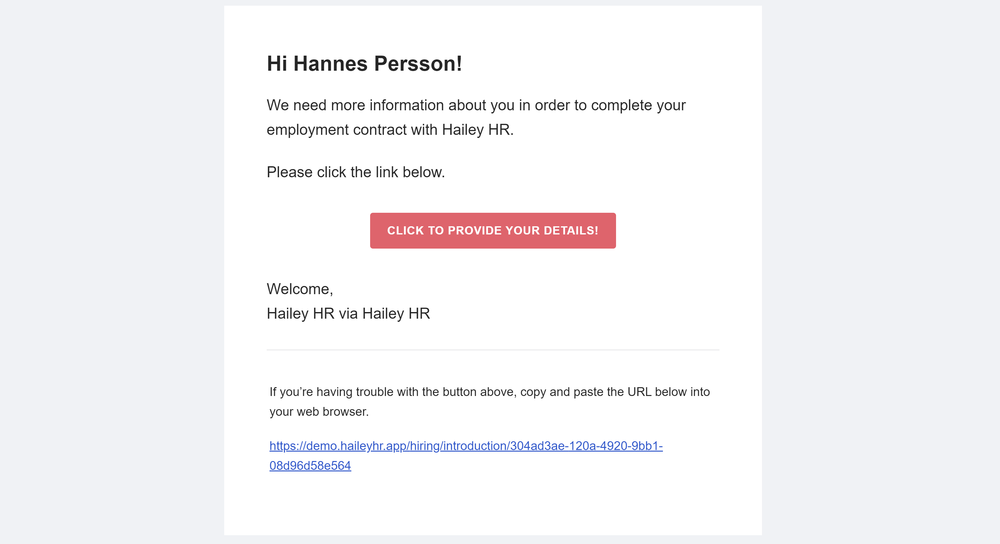 Hi Hannes Persson!
We need more information about you in order to complete your
employment contract with Hailey HR.
Please click the link below.
CLICK TO PROVIDE YOUR DETAILS!
Welcome,
Hailey HR via Hailey HR
If you’re having trouble with the button above, copy and paste the URL below into
your web browser.
https://demo.haileyhr.app/hiring/introduction/304ad3ae-120a-4920-9bb1-
08d96d58e564